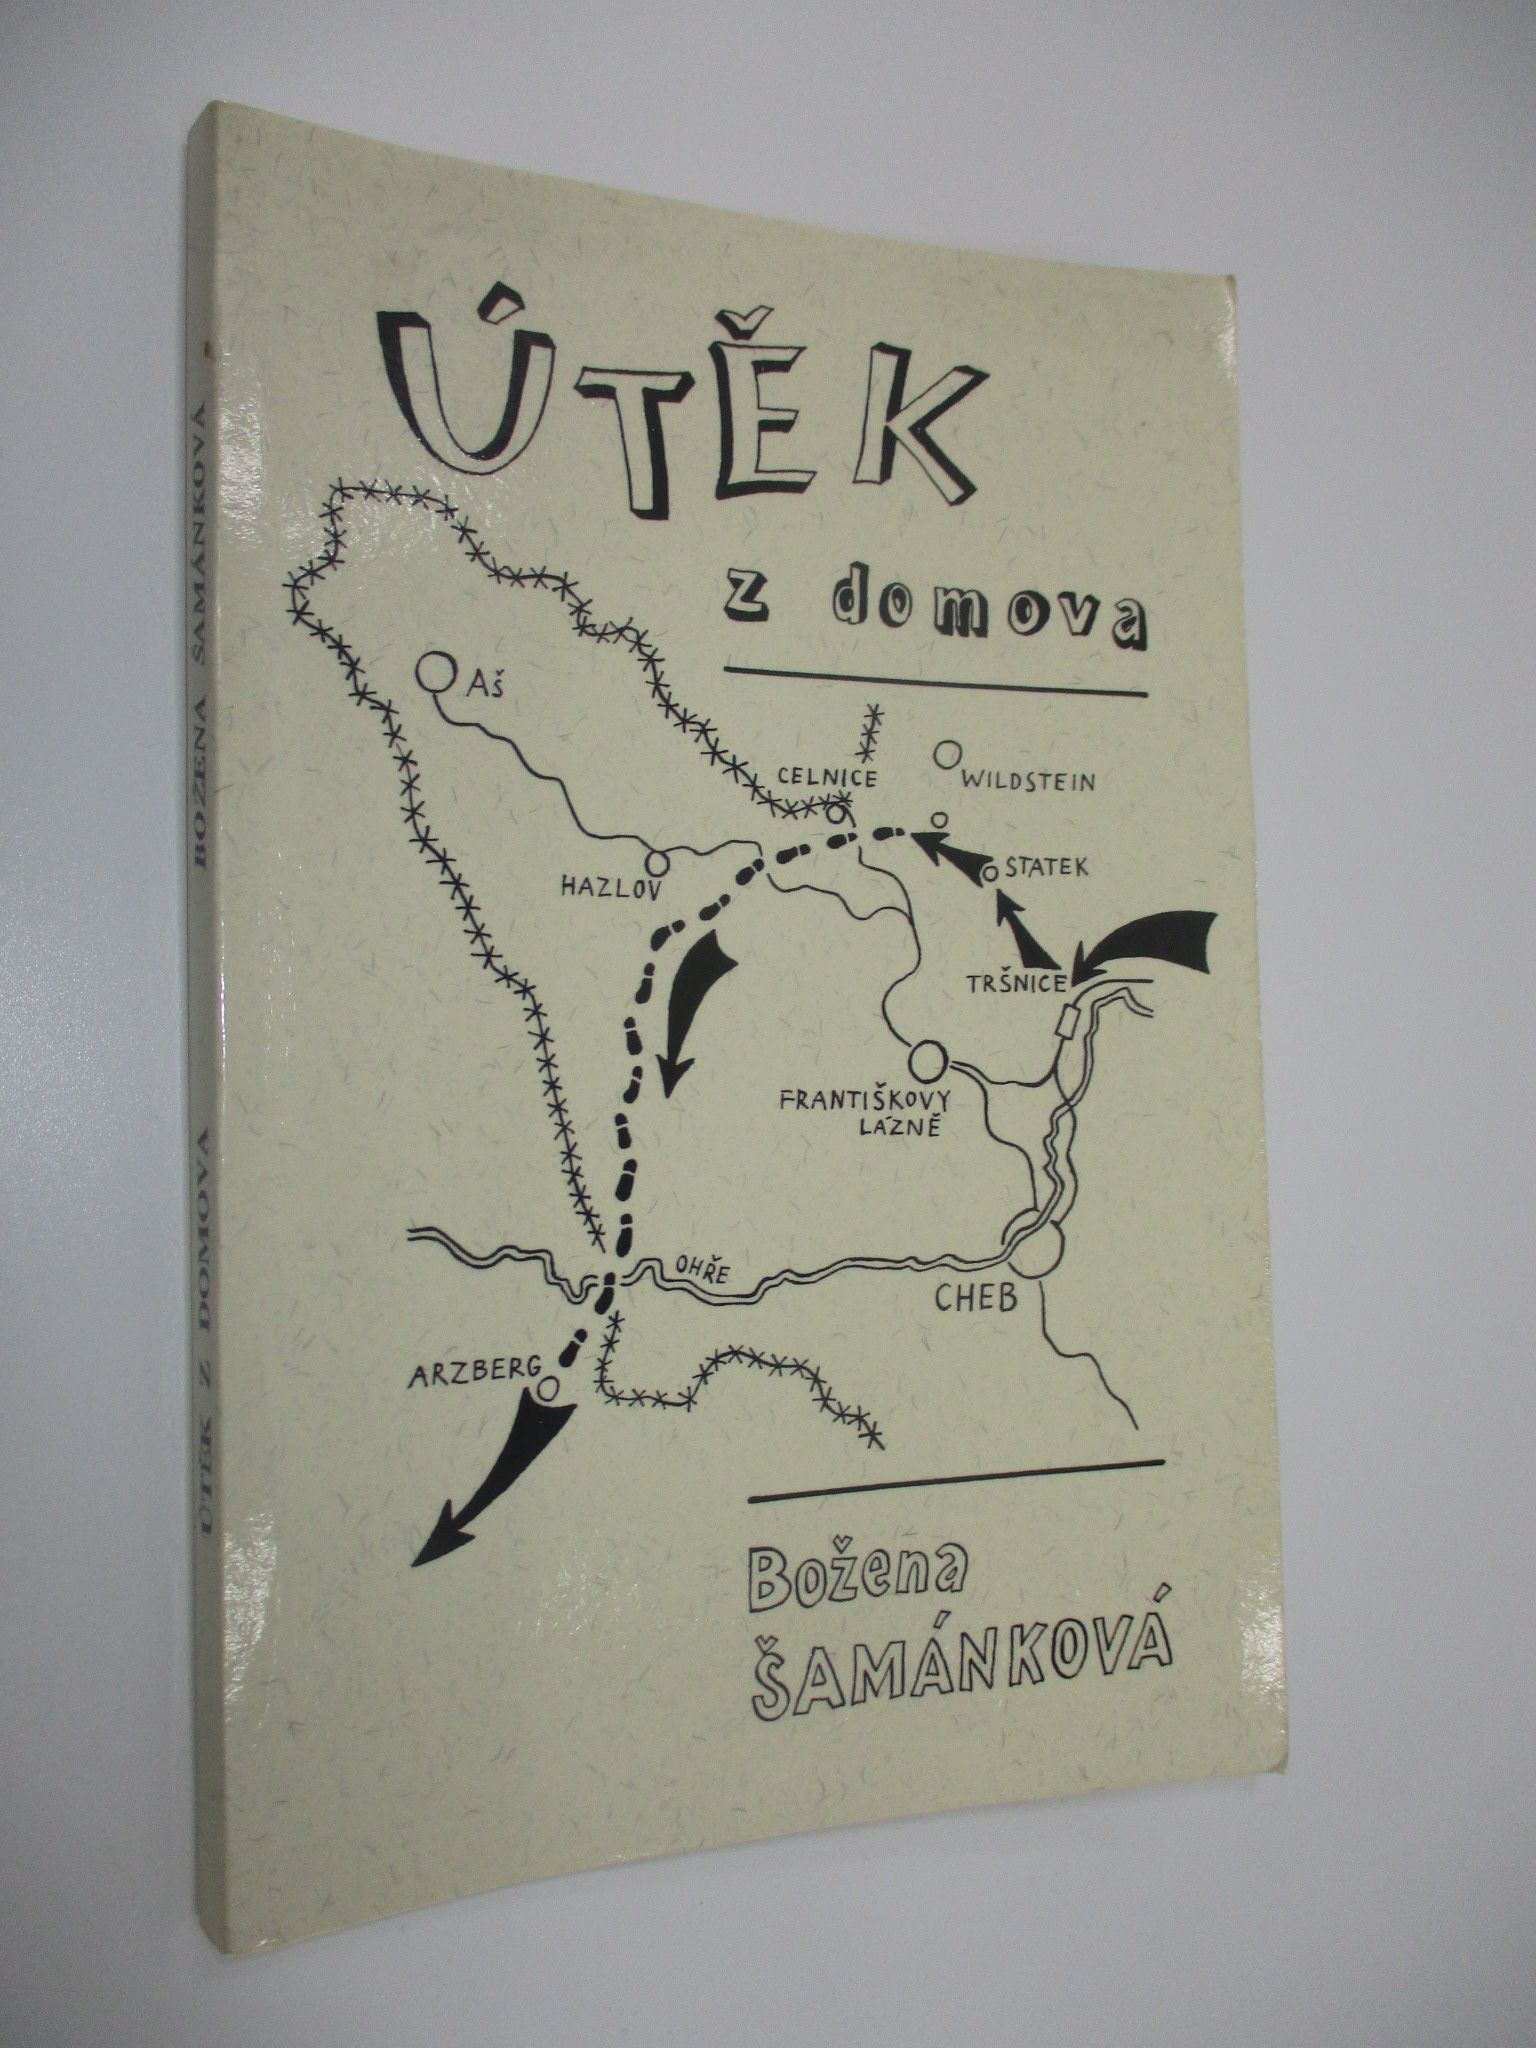 ÚTĚK
z domova
Aš
CELNICE
WILDSTEIN
HAZLOV
STATEK
TRŠNICE
FRANTIŠKOVY
LÁZNĚ
OHŘE
CHEB
ARZBERG
Božena
ŠAMÁNKOVÁ
ÚTĚK Z DOMOVA BOŽENA ŠAMÁNKOVÁ